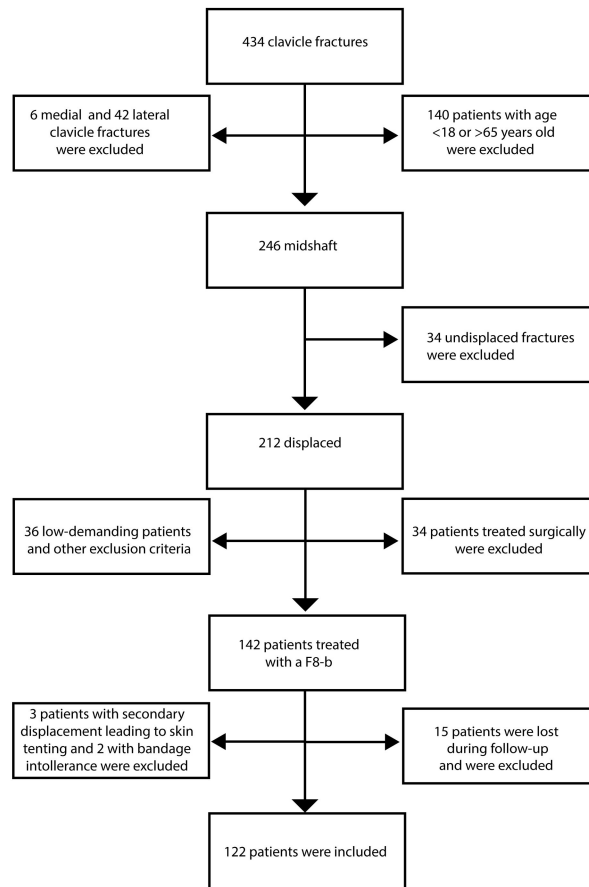 434 clavicle fractures
6 medial and 42 lateral
clavicle fractures
were excluded
140 patients with age
<18 or >65 years old
were excluded
246 midshaft
34 undisplaced fractures
were excluded
212 displaced
36 low-demanding patients
and other exclusion criteria
34 patients treated surgically
were excluded
142 patients treated
with a F8-b
3 patients with secondary
displacement leading to skin
tenting and 2 with bandage
intollerance were excluded
15 patients were lost
during follow-up
and were excluded
122 patients were included